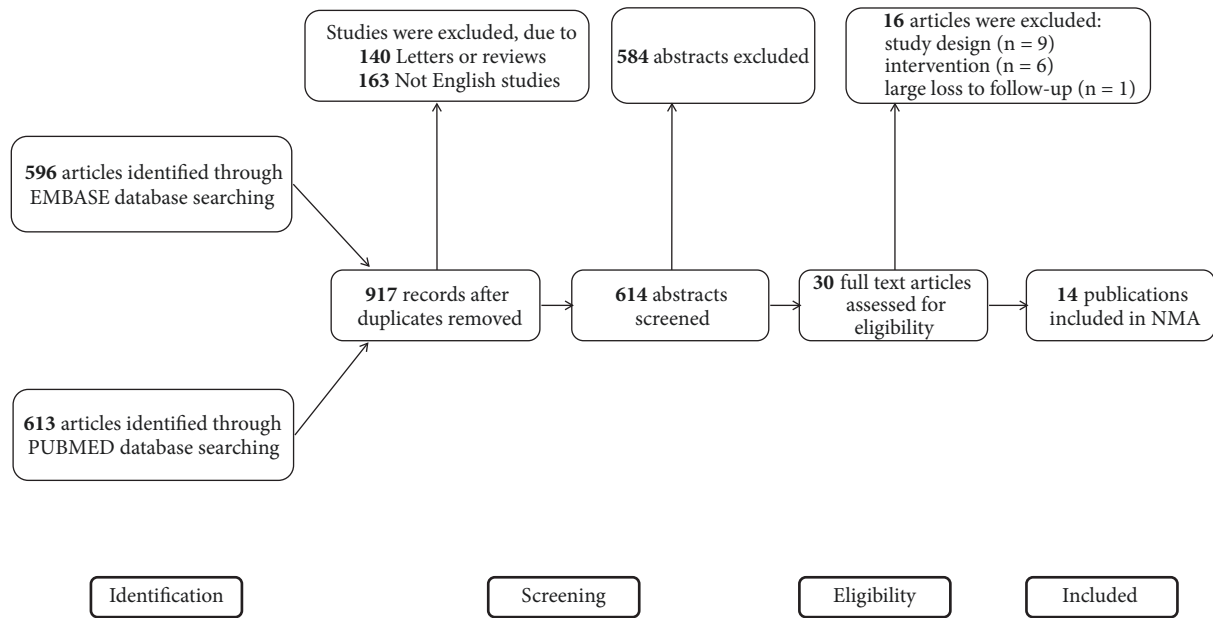 Studies were excluded, due to
140 Letters or reviews
163 Not English studies
584 abstracts excluded
16 articles were excluded:
study design (n = 9)
intervention (n = 6)
large loss to follow-up (n = 1)
596 articles identified through
EMBASE database searching
917 records after
duplicates removed
614 abstracts
screened
30 full text articles
assessed for
eligibility
14 publications
included in NMA
613 articles identified through
PUBMED database searching
Identification
Screening
Eligibility
Included